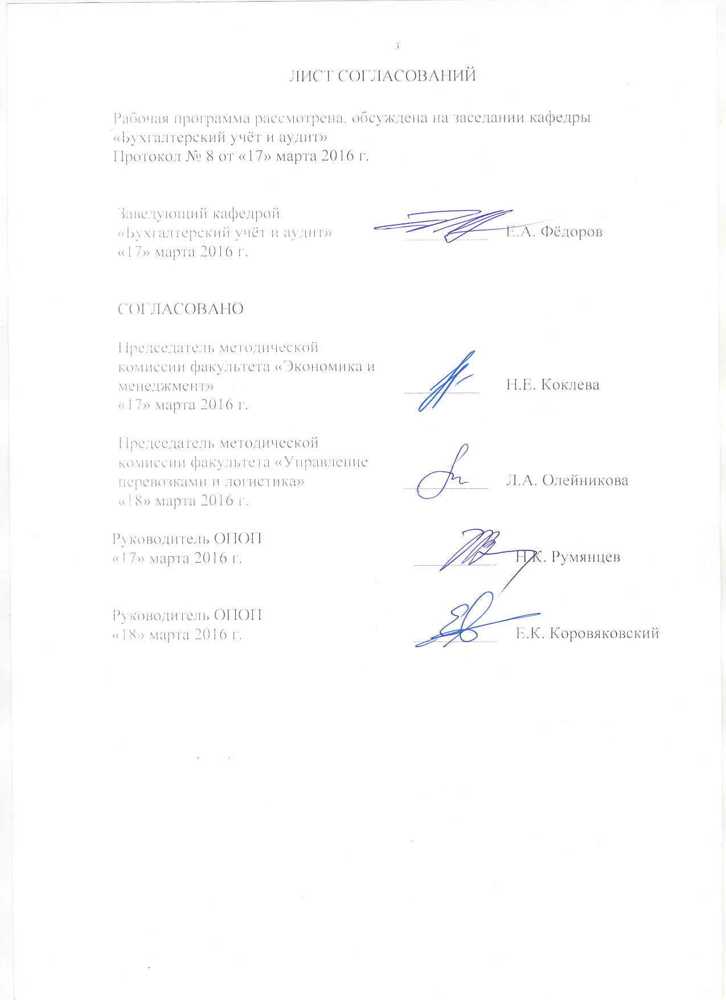 3
ЛИСТ СОГЛАСОВАНИЙ
Рабочая программа рассмотрена, обсуждена на заседании кафедры
«Бухгалтерский учёт и аудит»
Протокол № 8 от «17» марта 2016 г.
Заведующий кафедрой
«Бухгалтерский учёт и аудит» Е.А. Фёдоров
«17» марта 2016 г.
СОГЛАСОВАНО
Председатель методической
комиссии факультета «Экономика и
менеджмент» Н.Е. Коклева
«17» марта 2016 г.
Председатель методической
комиссии факультета «Управление
перевозками и логистика» Л.А. Олейникова
«18» марта 2016 г.
Руководитель ОПОП
«17» марта 2016 г. Н.К. Румянцев
Руководитель ОПОП
«18» марта 2016 г. Е.К. Коровяковский